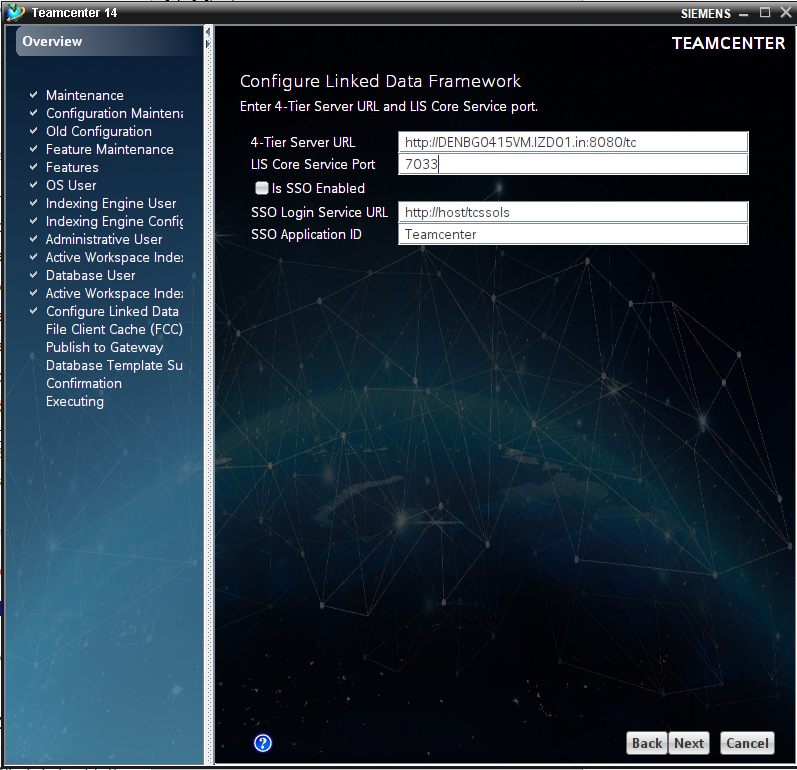 Teamcenter 14
SIEMENS
Overview
TEAMCENTER
Maintenance
Configuration Maintena
Old Configuration
Feature Maintenance
Features
OS User
Indexing Engine User
Indexing Engine Config
Administrative User
Active Workspace Index
Database User
Active Workspace Index
Configure Linked Data
File Client Cache (FCC)
Publish to Gateway
Database Template Su
Confirmation
Executing
Configure Linked Data Framework
Enter 4-Tier Server URL and LIS Core Service port.
4-Tier Server URL http://DENBG0415VM.IZD01.in:8080/tc
LIS Core Service Port 7033
Is SSO Enabled
SSO Login Service URL http://host/tcssols
SSO Application ID Teamcenter
?
Back Next Cancel